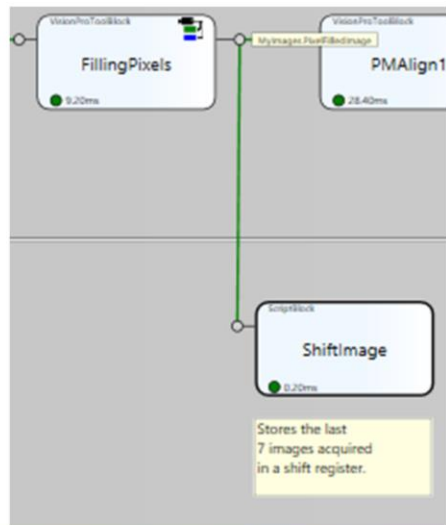 VisionProToolBlock
FillingPixels
9.20ms
MyImages.PixelFilledImage
VisionProToolBlock
PMAlign1
28.40ms
ScriptBlock
ShiftImage
0.20ms
Stores the last
7 images acquired
in a shift register.